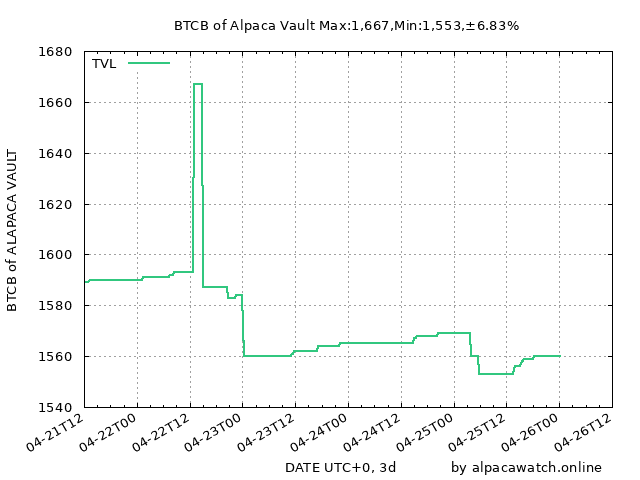 BTCB of Alpaca Vault Max:1,667,Min:1,553,±6.83%
TVL
BTCB of ALAPACA VAULT
1680
1660
1640
1620
1600
1580
1560
1540
04-21T12
04-22T00
04-22T12
04-23T00
04-23T12
04-24T00
04-24T12
04-25T00
04-25T12
04-26T00
04-26T12
DATE UTC+0, 3d
by alpacawatch.online